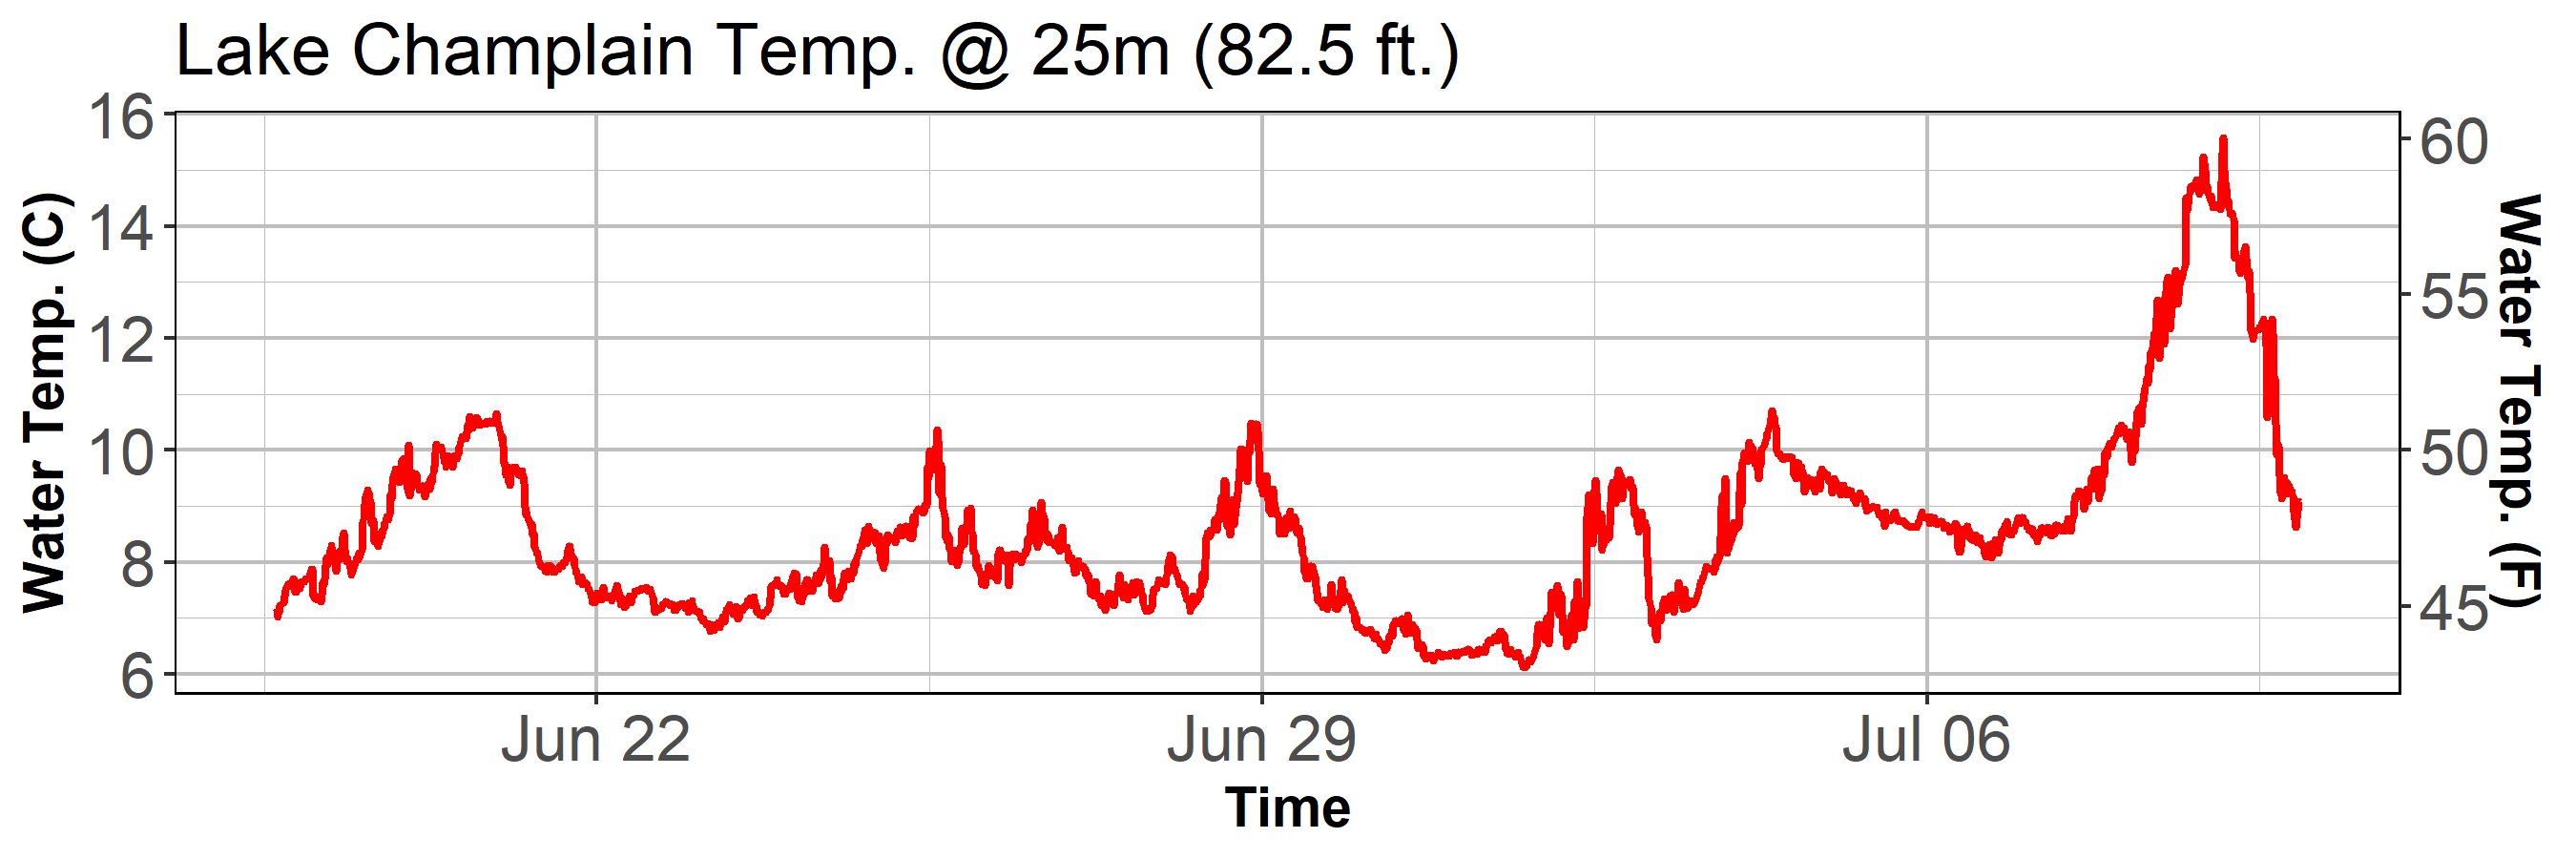 Lake Champlain Temp. @ 25m (82.5 ft.)
16
14
12
10
8
6
Water Temp. (C)
60
55
50
45
Water Temp. (F)
Jun 22
Jun 29
Jul 06
Time